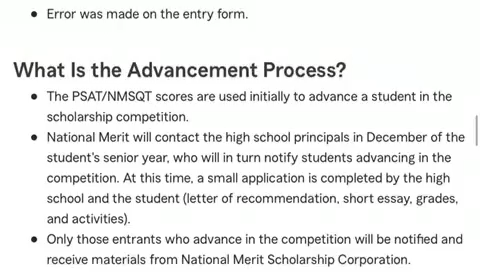 ● Error was made on the entry form.
What Is the Advancement Process?
● The PSAT/NMSQT scores are used initially to advance a student in the
scholarship competition.
● National Merit will contact the high school principals in December of the
student's senior year, who will in turn notify students advancing in the
competition. At this time, a small application is completed by the high
school and the student (letter of recommendation, short essay, grades,
and activities).
● Only those entrants who advance in the competition will be notified and
receive materials from National Merit Scholarship Corporation.